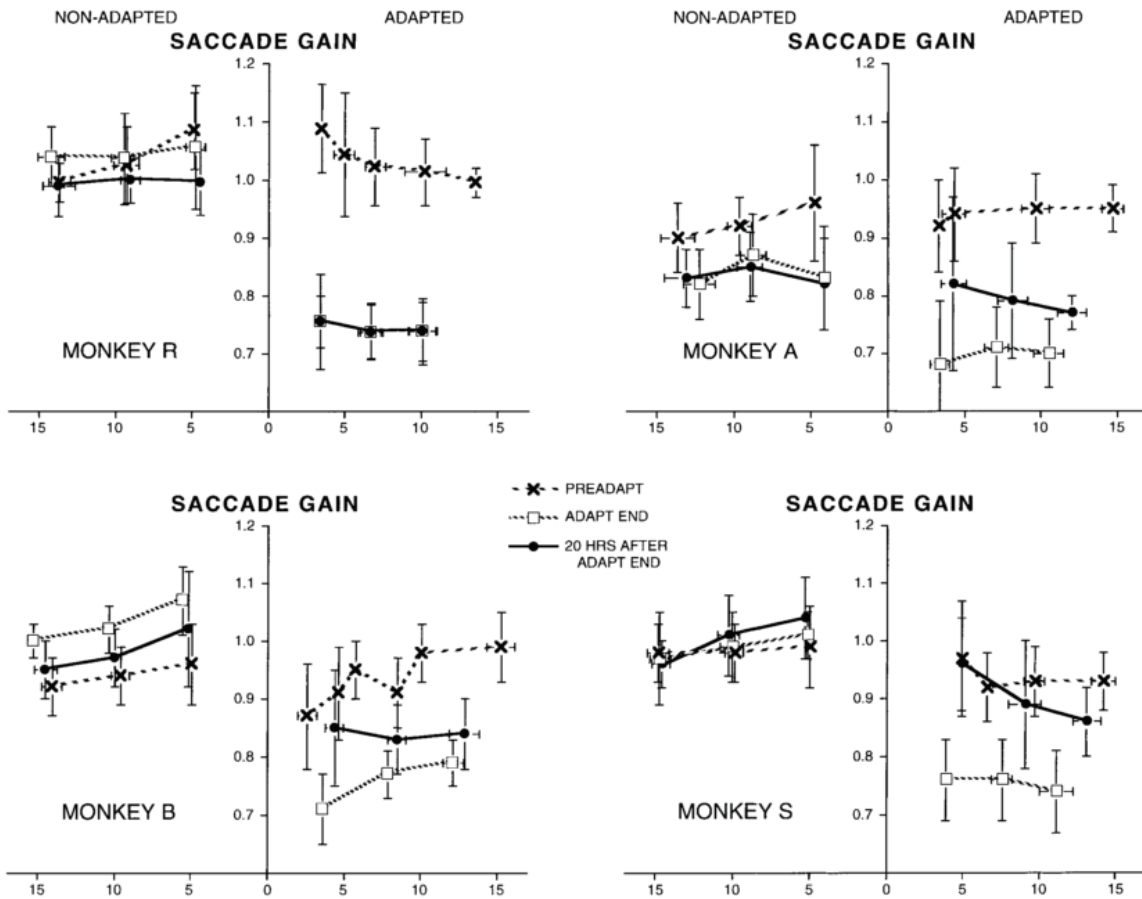 NON-ADAPTED ADAPTED NON-ADAPTED ADAPTED
SACCADE GAIN SACCADE GAIN
1.2 1.2
1.1 1.1
1.0 1.0
0.9 0.9
0.8 0.8
MONKEY R 0.7 MONKEY A 0.7
15 10 5 0 5 10 15 15 10 5 0 5 10 15
SACCADE GAIN PREADAPT SACCADE GAIN
1.2 ADAPT END 1.2
20 HRS AFTER
ADAPT END
1.1 1.1
1.0 1.0
0.9 0.9
0.8 0.8
MONKEY B 0.7 MONKEY S 0.7
15 10 5 0 5 10 15 15 10 5 0 5 10 15